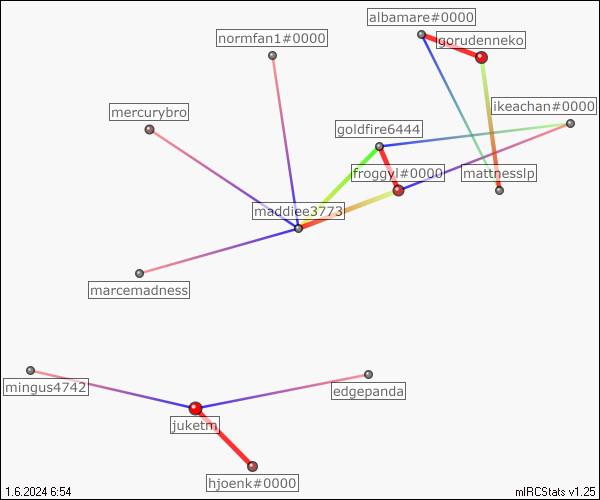 albamare#0000
normfan1#0000
gorudenneko
ikeachan#0000
mercurybro
goldfire6444
froggyl#0000
mattnesslp
maddiee3773
marcemadness
mingus4742
edgepanda
juketm
hjoenk#0000
1.6.2024 6:54
mIRCStats v1.25